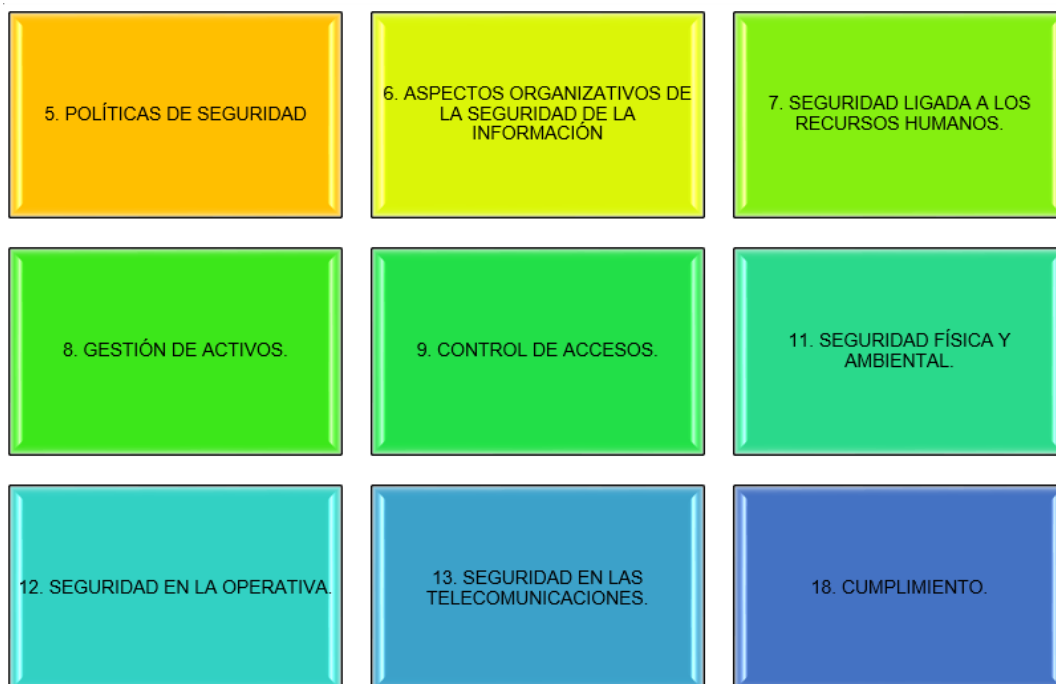 5. POLÍTICAS DE SEGURIDAD
6. ASPECTOS ORGANIZATIVOS DE
LA SEGURIDAD DE LA
INFORMACIÓN
7. SEGURIDAD LIGADA A LOS
RECURSOS HUMANOS.
8. GESTIÓN DE ACTIVOS.
9. CONTROL DE ACCESOS.
11. SEGURIDAD FÍSICA Y
AMBIENTAL.
12. SEGURIDAD EN LA OPERATIVA.
13. SEGURIDAD EN LAS
TELECOMUNICACIONES.
18. CUMPLIMIENTO.